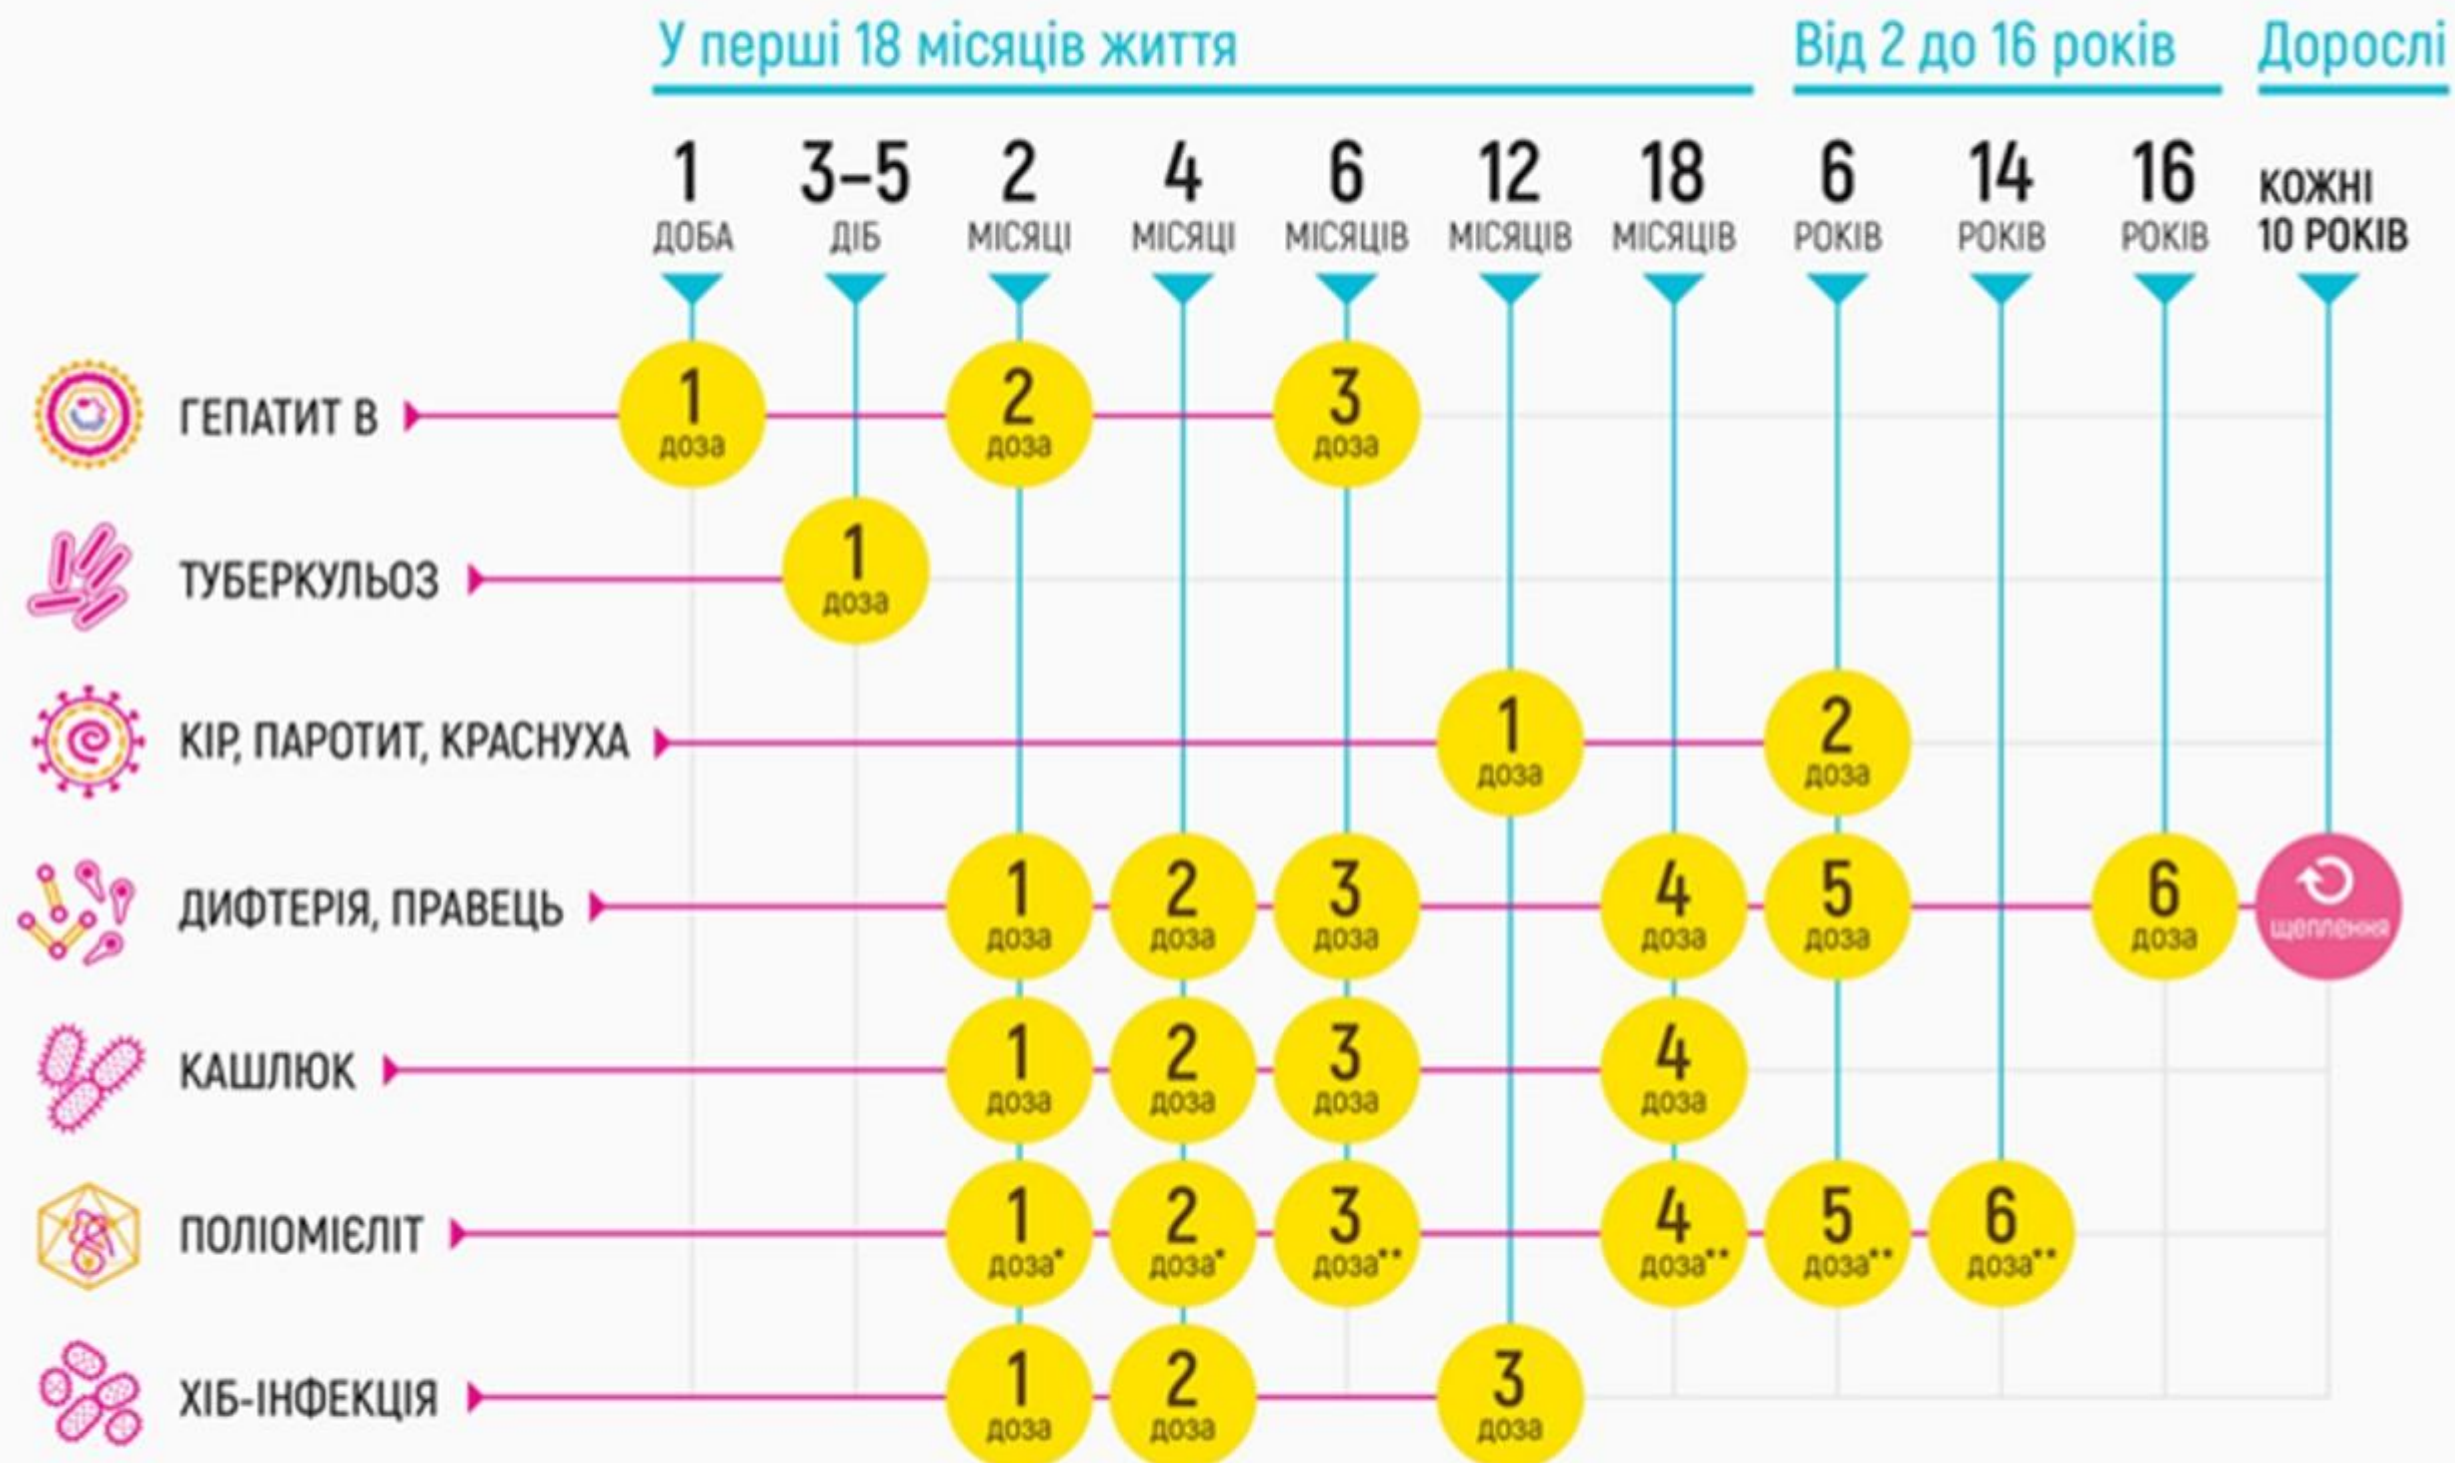 У перші 18 місяців життя
Від 2 до 16 років
Дорослі
1 ДОБА
3–5 ДІБ
2 МІСЯЦІ
4 МІСЯЦІ
6 МІСЯЦІВ
12 МІСЯЦІВ
18 МІСЯЦІВ
6 РОКІВ
14 РОКІВ
16 РОКІВ
КОЖНІ 10 РОКІВ
ГЕПАТИТ В
1 доза
2 доза
3 доза
ТУБЕРКУЛЬОЗ
1 доза
КІР, ПАРОТИТ, КРАСНУХА
1 доза
2 доза
ДИФТЕРІЯ, ПРАВЕЦЬ
1 доза
2 доза
3 доза
4 доза
5 доза
6 доза
щеплення
КАШЛЮК
1 доза
2 доза
3 доза
4 доза
ПОЛІОМІЄЛІТ
1 доза*
2 доза*
3 доза**
4 доза**
5 доза**
6 доза**
ХІБ-ІНФЕКЦІЯ
1 доза
2 доза
3 доза